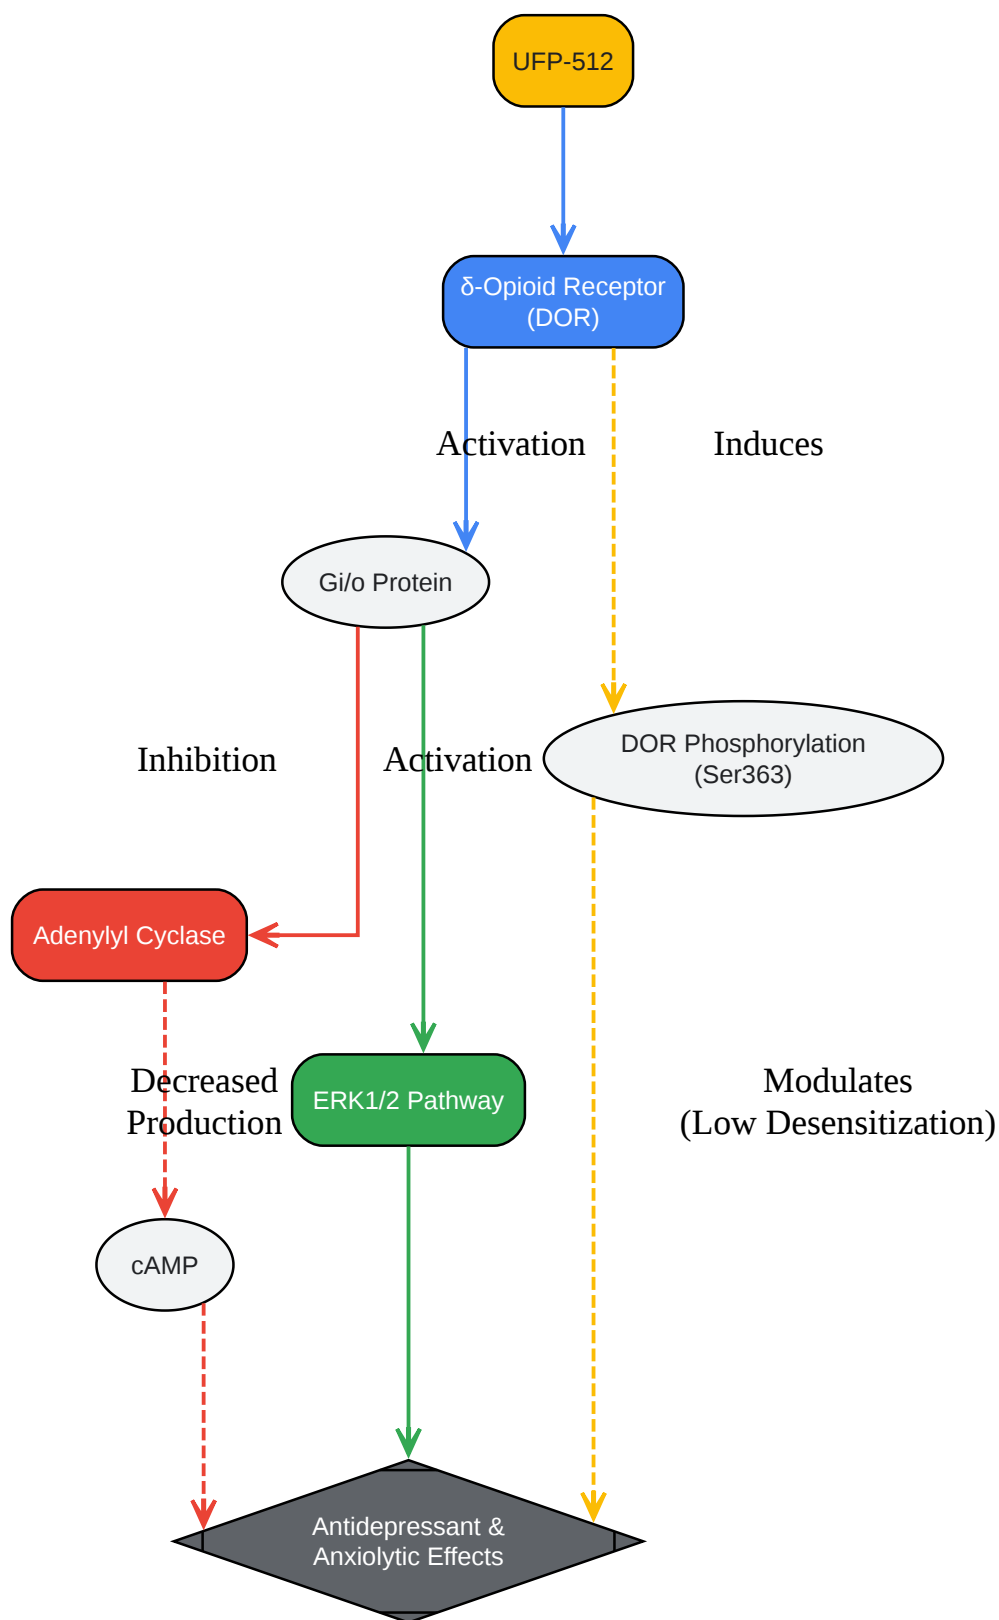 UFP-512
δ-Opioid Receptor
(DOR)
Activation
Induces
Gi/o Protein
DOR Phosphorylation
(Ser363)
Inhibition
Activation
Adenylyl Cyclase
Decreased
Production
ERK1/2 Pathway
Modulates
(Low Desensitization)
cAMP
Antidepressant &
Anxiolytic Effects